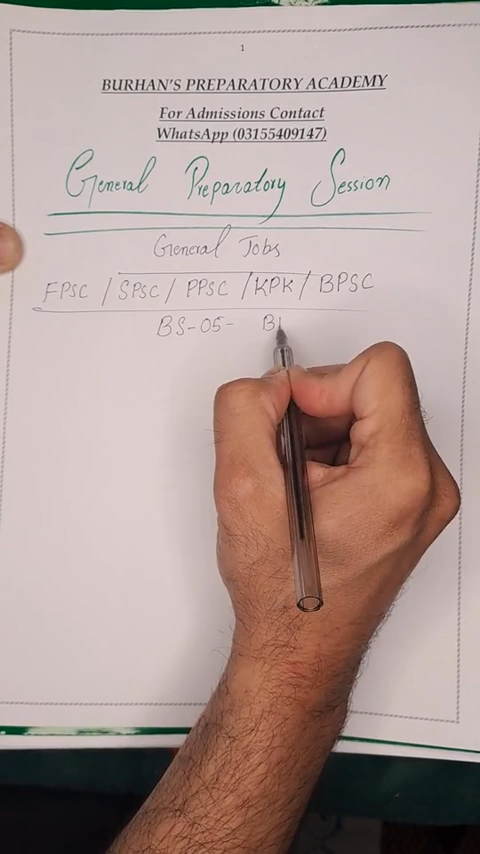 1
BURHAN'S PREPARATORY ACADEMY
For Admissions Contact
WhatsApp (03155409147)
General Preparatory Session
General Jobs
FPSC / SPSC / PPSC / KPK / BPSC
BS-05-